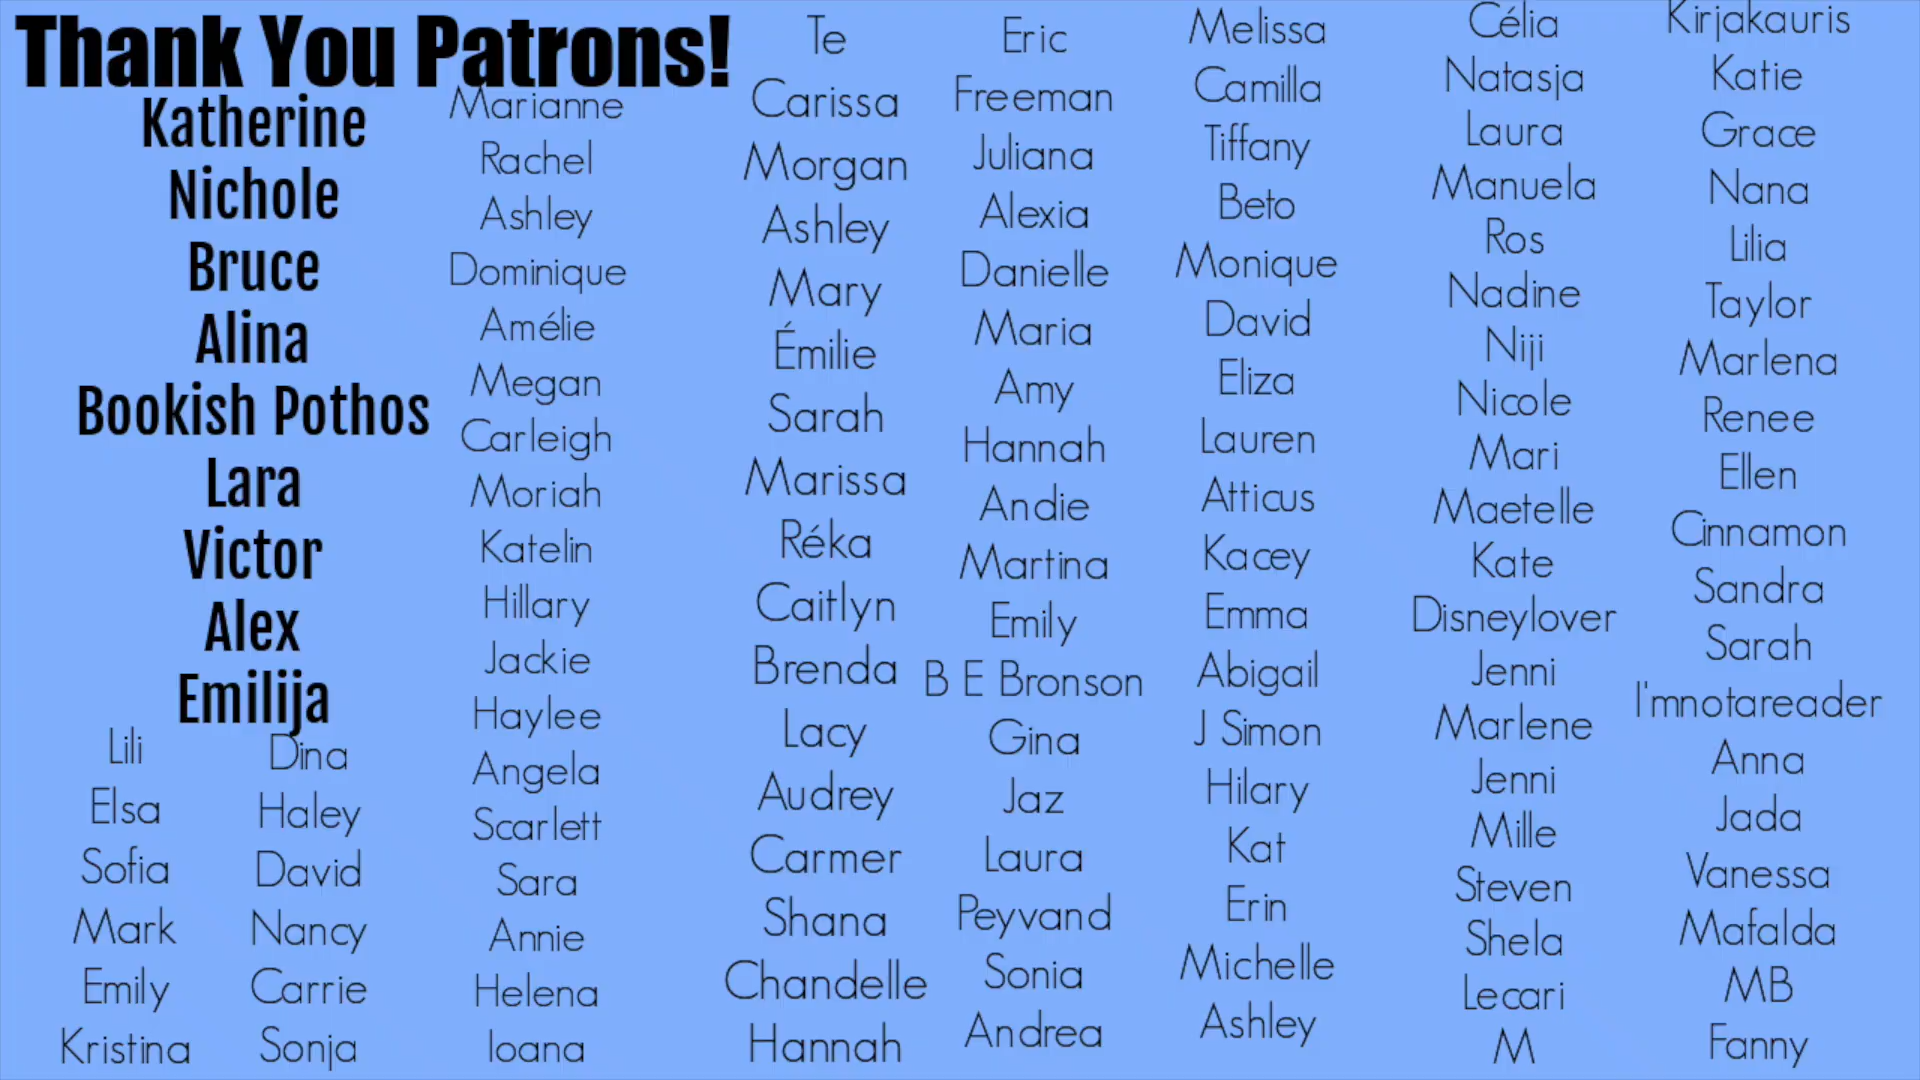 Thank You Patrons!
Katherine
Nichole
Bruce
Alina
Bookish Pothos
Lara
Victor
Alex
Emilija
Lili
Elsa
Sofia
Mark
Emily
Kristina
Dina
Haley
David
Nancy
Carrie
Sonja
Marianne
Rachel
Ashley
Dominique
Amélie
Megan
Carleigh
Moriah
Katelin
Hillary
Jackie
Haylee
Angela
Scarlett
Sara
Annie
Helena
Ioana
Te
Carissa
Morgan
Ashley
Mary
Émilie
Sarah
Marissa
Réka
Caitlyn
Brenda
Lacy
Audrey
Carmer
Shana
Chandelle
Hannah
Eric
Freeman
Juliana
Alexia
Danielle
Maria
Amy
Hannah
Andie
Martina
Emily
B E Bronson
Gina
Jaz
Laura
Peyvand
Sonia
Andrea
Melissa
Camilla
Tiffany
Beto
Monique
David
Eliza
Lauren
Atticus
Kacey
Emma
Abigail
J Simon
Hilary
Kat
Erin
Michelle
Ashley
Célia
Natasja
Laura
Manuela
Ros
Nadine
Niji
Nicole
Mari
Maetelle
Kate
Disneylover
Jenni
Marlene
Jenni
Mille
Steven
Shela
Lecari
M
Kirjakauris
Katie
Grace
Nana
Lilia
Taylor
Marlena
Renee
Ellen
Cinnamon
Sandra
Sarah
I'mnotareader
Anna
Jada
Vanessa
Mafalda
MB
Fanny